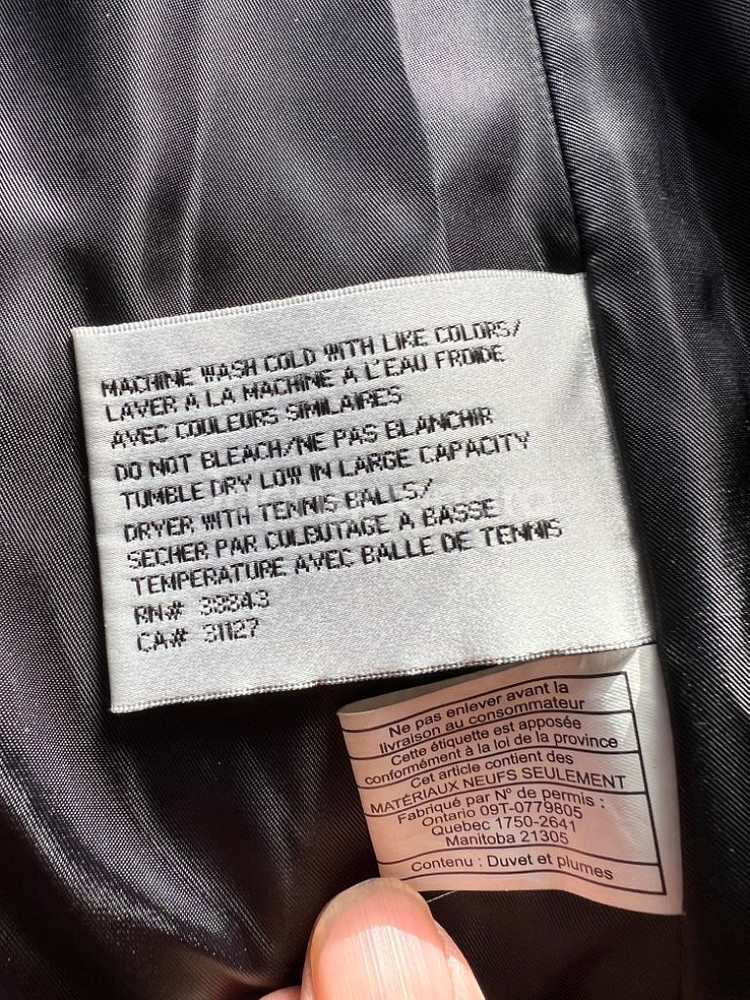 MACHINE WASH COLD WITH LIKE COLORS/
LAVER A LA MACHINE A L'EAU FROIDE
AVEC COULEURS SIMILAIRES
DO NOT BLEACH/NE PAS BLANCHIR
TUMBLE DRY LOW IN LARGE CAPACITY
DRYER WITH TENNIS BALLS/
SECHER PAR CULBUTAGE A BASSE
TEMPERATURE AVEC BALLE DE TENNIS
RN# 38843
CA# 31127
Ne pas enlever avant la
livraison au consommateur
Cette étiquette est apposée
conformément à la loi de la province
Cet article contient des
MATÉRIAUX NEUFS SEULEMENT
Fabriqué par N° de permis :
Ontario 09T-0779805
Quebec 1750-2641
Manitoba 21305
Contenu : Duvet et plumes